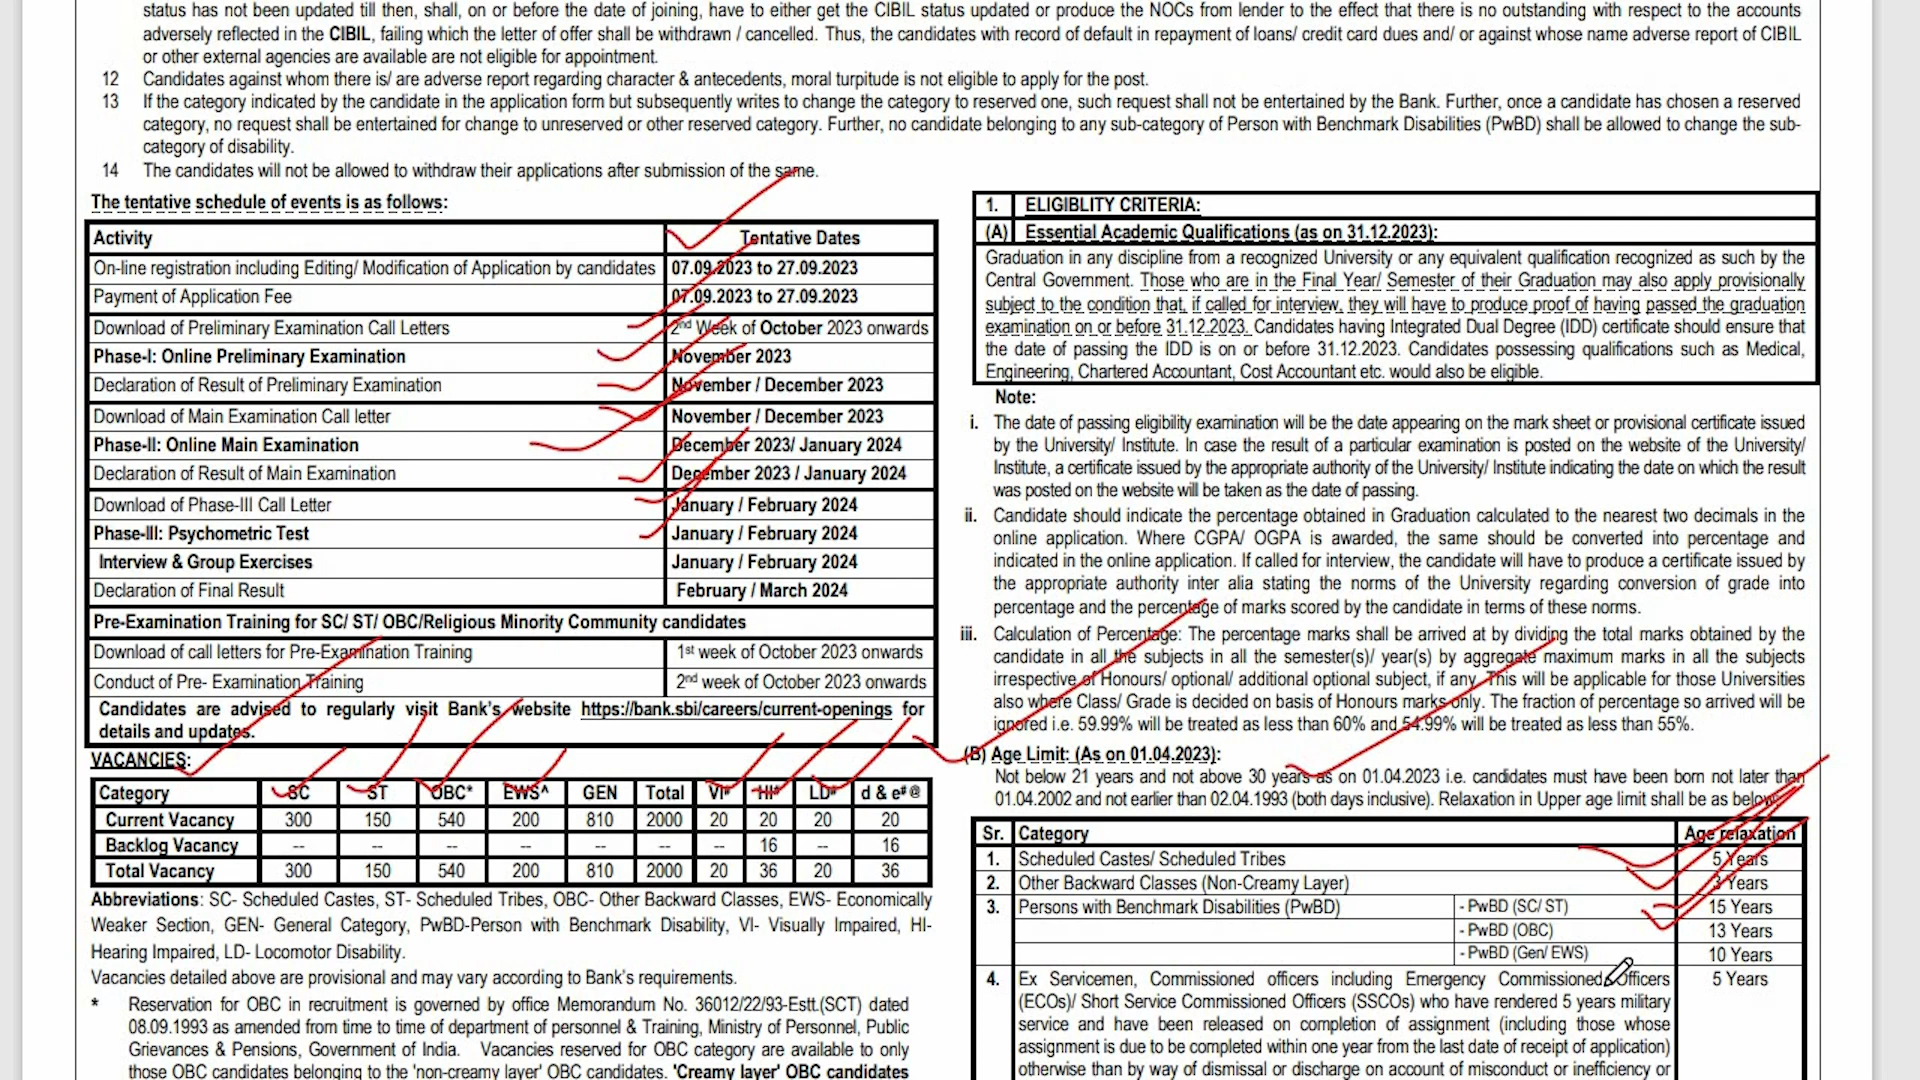 status has not been updated till then, shall, on or before the date of joining, have to either get the CIBIL status updated or produce the NOCs from lender to the effect that there is no outstanding with respect to the accounts
adversely reflected in the CIBIL, failing which the letter of offer shall be withdrawn / cancelled. Thus, the candidates with record of default in repayment of loans/ credit card dues and/ or against whose name adverse report of CIBIL
or other external agencies are available are not eligible for appointment.
12 Candidates against whom there is/ are adverse report regarding character & antecedents, moral turpitude is not eligible to apply for the post.
13 If the category indicated by the candidate in the application form but subsequently writes to change the category to reserved one, such request shall not be entertained by the Bank. Further, once a candidate has chosen a reserved
category, no request shall be entertained for change to unreserved or other reserved category. Further, no candidate belonging to any sub-category of Person with Benchmark Disabilities (PwBD) shall be allowed to change the sub-
category of disability.
14 The candidates will not be allowed to withdraw their applications after submission of the same.
The tentative schedule of events is as follows:
Activity Tentative Dates
On-line registration including Editing/ Modification of Application by candidates 07.09.2023 to 27.09.2023
Payment of Application Fee 07.09.2023 to 27.09.2023
Download of Preliminary Examination Call Letters 2nd Week of October 2023 onwards
Phase-I: Online Preliminary Examination November 2023
Declaration of Result of Preliminary Examination November / December 2023
Download of Main Examination Call letter November / December 2023
Phase-II: Online Main Examination December 2023/ January 2024
Declaration of Result of Main Examination December 2023 / January 2024
Download of Phase-III Call Letter January / February 2024
Phase-III: Psychometric Test January / February 2024
Interview & Group Exercises January / February 2024
Declaration of Final Result February / March 2024
Pre-Examination Training for SC/ ST/ OBC/Religious Minority Community candidates
Download of call letters for Pre-Examination Training 1st week of October 2023 onwards
Conduct of Pre- Examination Training 2nd week of October 2023 onwards
Candidates are advised to regularly visit Bank's website https://bank.sbi/careers/current-openings for
details and updates.
VACANCIES:
Category SC ST OBC* EWS^ GEN Total VI# HI# LD# d & e# @
Current Vacancy 300 150 540 200 810 2000 20 20 20 20
Backlog Vacancy -- -- -- -- -- -- -- 16 -- 16
Total Vacancy 300 150 540 200 810 2000 20 36 20 36
Abbreviations: SC- Scheduled Castes, ST- Scheduled Tribes, OBC- Other Backward Classes, EWS- Economically
Weaker Section, GEN- General Category, PwBD-Person with Benchmark Disability, VI- Visually Impaired, HI-
Hearing Impaired, LD- Locomotor Disability.
Vacancies detailed above are provisional and may vary according to Bank's requirements.
* Reservation for OBC in recruitment is governed by office Memorandum No. 36012/22/93-Estt.(SCT) dated
08.09.1993 as amended from time to time of department of personnel & Training, Ministry of Personnel, Public
Grievances & Pensions, Government of India. Vacancies reserved for OBC category are available to only
those OBC candidates belonging to the 'non-creamy layer' OBC candidates. 'Creamy layer' OBC candidates
1. ELIGIBLITY CRITERIA:
(A) Essential Academic Qualifications (as on 31.12.2023):
Graduation in any discipline from a recognized University or any equivalent qualification recognized as such by the
Central Government. Those who are in the Final Year/ Semester of their Graduation may also apply provisionally
subject to the condition that, if called for interview, they will have to produce proof of having passed the graduation
examination on or before 31.12.2023. Candidates having Integrated Dual Degree (IDD) certificate should ensure that
the date of passing the IDD is on or before 31.12.2023. Candidates possessing qualifications such as Medical,
Engineering, Chartered Accountant, Cost Accountant etc. would also be eligible.
Note:
i. The date of passing eligibility examination will be the date appearing on the mark sheet or provisional certificate issued
by the University/ Institute. In case the result of a particular examination is posted on the website of the University/
Institute, a certificate issued by the appropriate authority of the University/ Institute indicating the date on which the result
was posted on the website will be taken as the date of passing.
ii. Candidate should indicate the percentage obtained in Graduation calculated to the nearest two decimals in the
online application. Where CGPA/ OGPA is awarded, the same should be converted into percentage and
indicated in the online application. If called for interview, the candidate will have to produce a certificate issued by
the appropriate authority inter alia stating the norms of the University regarding conversion of grade into
percentage and the percentage of marks scored by the candidate in terms of these norms.
iii. Calculation of Percentage: The percentage marks shall be arrived at by dividing the total marks obtained by the
candidate in all the subjects in all the semester(s)/ year(s) by aggregate maximum marks in all the subjects
irrespective of Honours/ optional/ additional optional subject, if any. This will be applicable for those Universities
also where Class/ Grade is decided on basis of Honours marks only. The fraction of percentage so arrived will be
ignored i.e. 59.99% will be treated as less than 60% and 54.99% will be treated as less than 55%.
(B) Age Limit: (As on 01.04.2023):
Not below 21 years and not above 30 years as on 01.04.2023 i.e. candidates must have been born not later than
01.04.2002 and not earlier than 02.04.1993 (both days inclusive). Relaxation in Upper age limit shall be as below
Sr. Category Age relaxation
1. Scheduled Castes/ Scheduled Tribes 5 Years
2. Other Backward Classes (Non-Creamy Layer) 3 Years
3. Persons with Benchmark Disabilities (PwBD) - PwBD (SC/ ST) 15 Years
- PwBD (OBC) 13 Years
- PwBD (Gen/ EWS) 10 Years
4. Ex Servicemen, Commissioned officers including Emergency Commissioned Officers 5 Years
(ECOs)/ Short Service Commissioned Officers (SSCOs) who have rendered 5 years military
service and have been released on completion of assignment (including those whose
assignment is due to be completed within one year from the last date of receipt of application)
otherwise than by way of dismissal or discharge on account of misconduct or inefficiency or